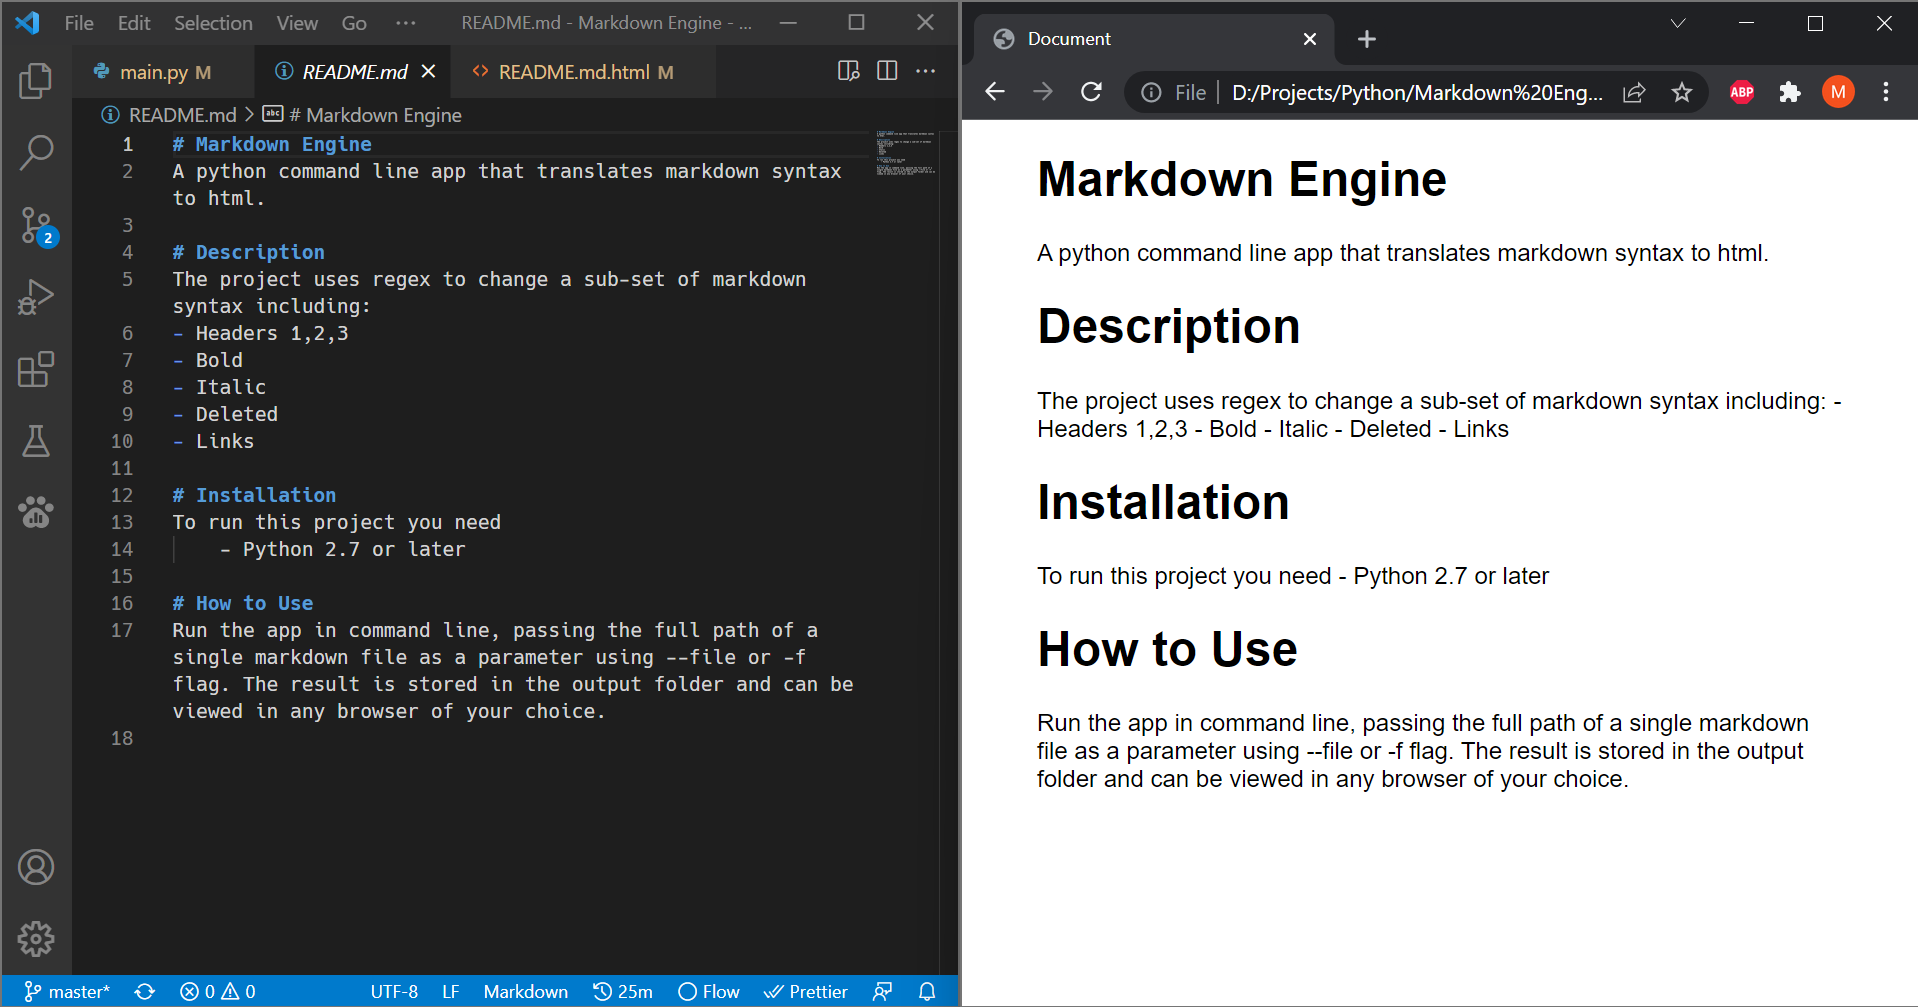 File Edit Selection View Go ··· README.md - Markdown Engine - ...
main.py M README.md README.md.html M
README.md > # Markdown Engine
1 # Markdown Engine
2 A python command line app that translates markdown syntax
to html.
3
4 # Description
5 The project uses regex to change a sub-set of markdown
syntax including:
6 - Headers 1,2,3
7 - Bold
8 - Italic
9 - Deleted
10 - Links
11
12 # Installation
13 To run this project you need
14 - Python 2.7 or later
15
16 # How to Use
17 Run the app in command line, passing the full path of a
single markdown file as a parameter using --file or -f
flag. The result is stored in the output folder and can be
viewed in any browser of your choice.
18
2
master* 0 0 UTF-8 LF Markdown 25m Flow Prettier
Document
File | D:/Projects/Python/Markdown%20Eng... ABP M
Markdown Engine
A python command line app that translates markdown syntax to html.
Description
The project uses regex to change a sub-set of markdown syntax including: -
Headers 1,2,3 - Bold - Italic - Deleted - Links
Installation
To run this project you need - Python 2.7 or later
How to Use
Run the app in command line, passing the full path of a single markdown
file as a parameter using --file or -f flag. The result is stored in the output
folder and can be viewed in any browser of your choice.